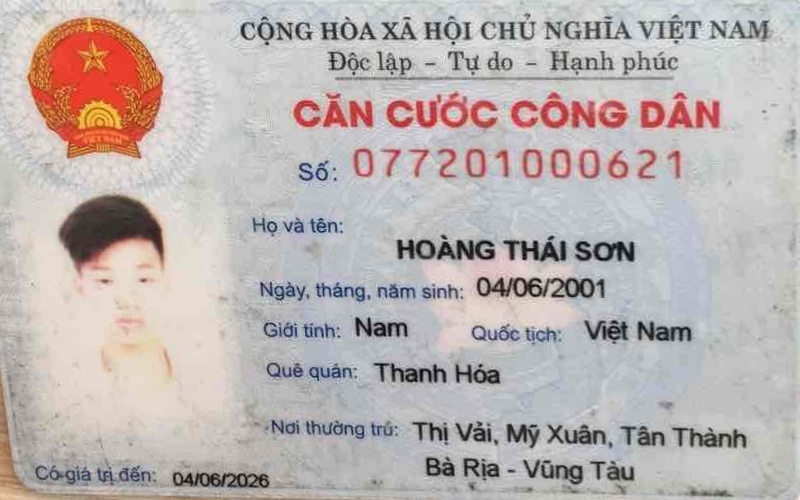 CỘNG HÒA XÃ HỘI CHỦ NGHĨA VIỆT NAM
Độc lập - Tự do - Hạnh phúc
CĂN CƯỚC CÔNG DÂN
Số: 077201000621
Họ và tên:
HOÀNG THÁI SƠN
Ngày, tháng, năm sinh: 04/06/2001
Giới tính: Nam Quốc tịch: Việt Nam
Quê quán: Thanh Hóa
Nơi thường trú: Thị Vải, Mỹ Xuân, Tân Thành
Bà Rịa - Vũng Tàu
Có giá trị đến: 04/06/2026